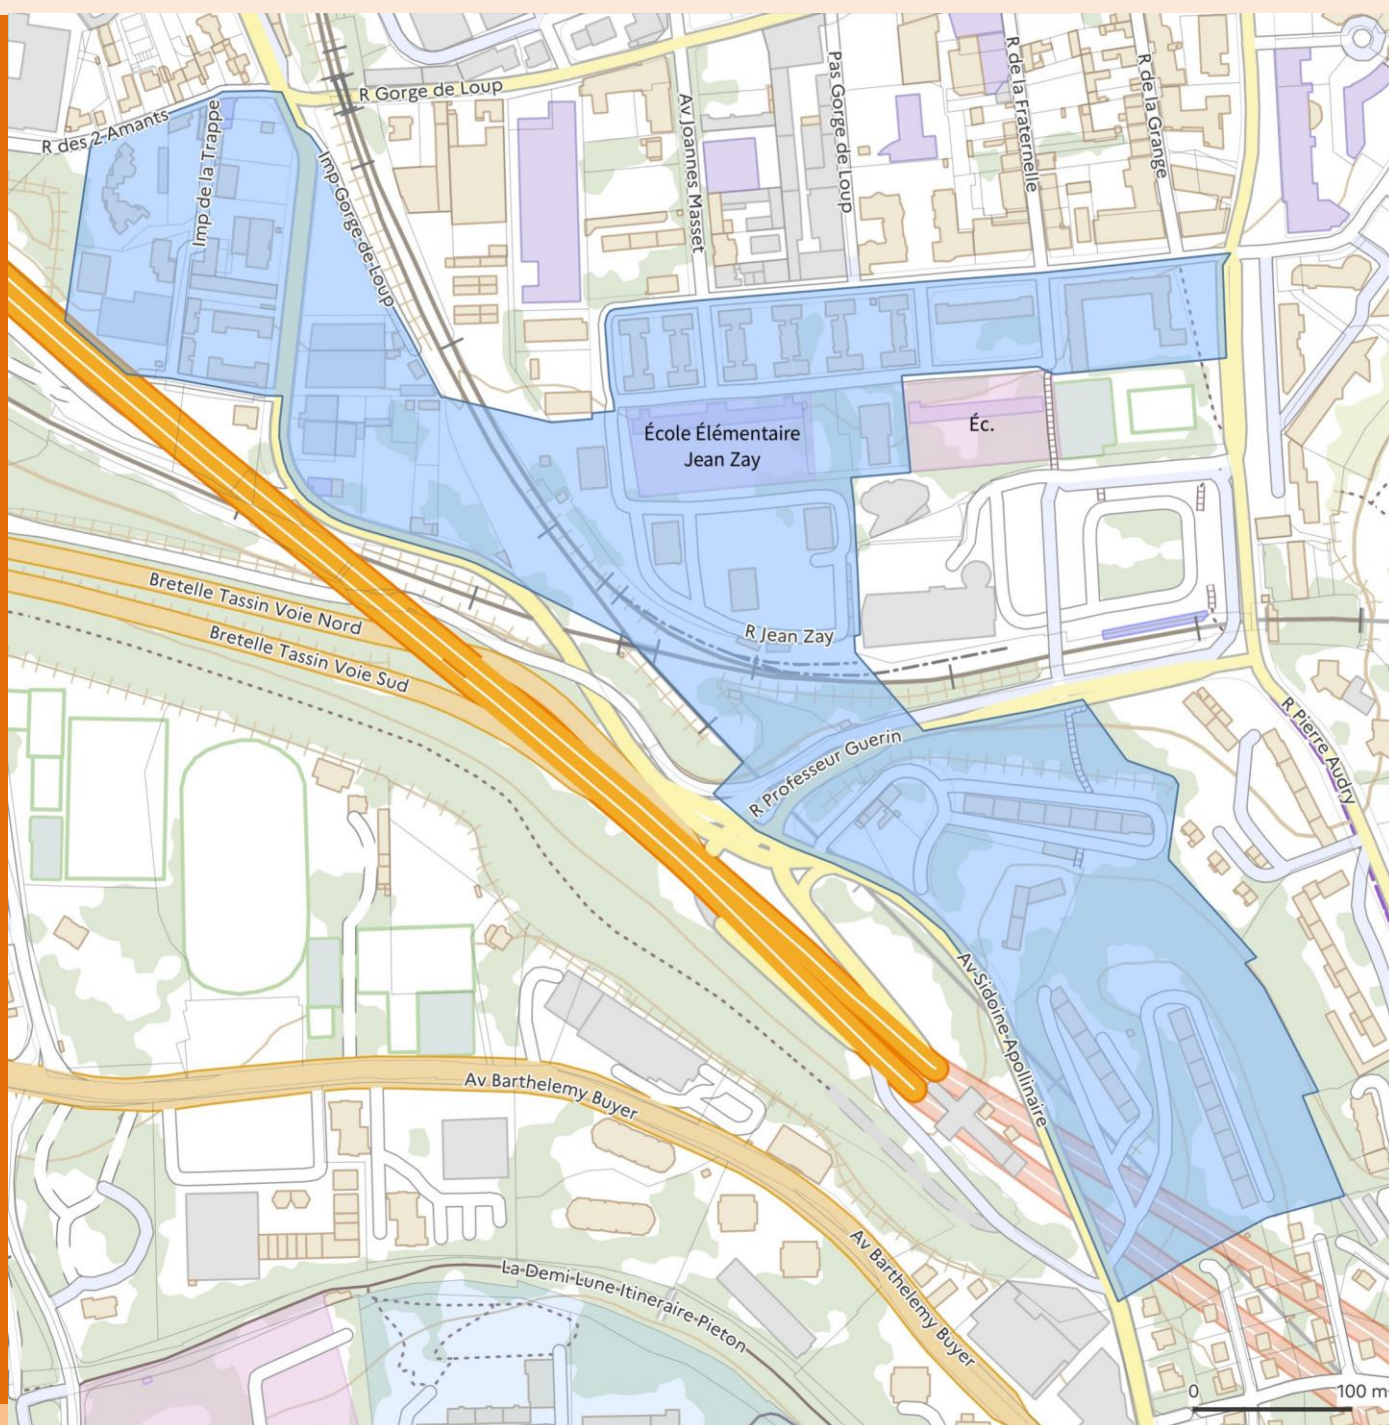 R Gorge de Loup
R des 2 Amants
Imp de la Trappe
Imp Gorge de Loup
Av Joannes Masset
Pas Gorge de Loup
R de la Fraternelle
R de la Grange
École Élémentaire
Jean Zay
Éc.
Bretelle Tassin Voie Nord
Bretelle Tassin Voie Sud
R Jean Zay
R Professeur Guerin
R Pierre Audry
Av Sidoine Apollinaire
Av Barthelemy Buyer
Av Barthelemy Buyer
La Demi Lune Itineraire Pieton
0 100 m